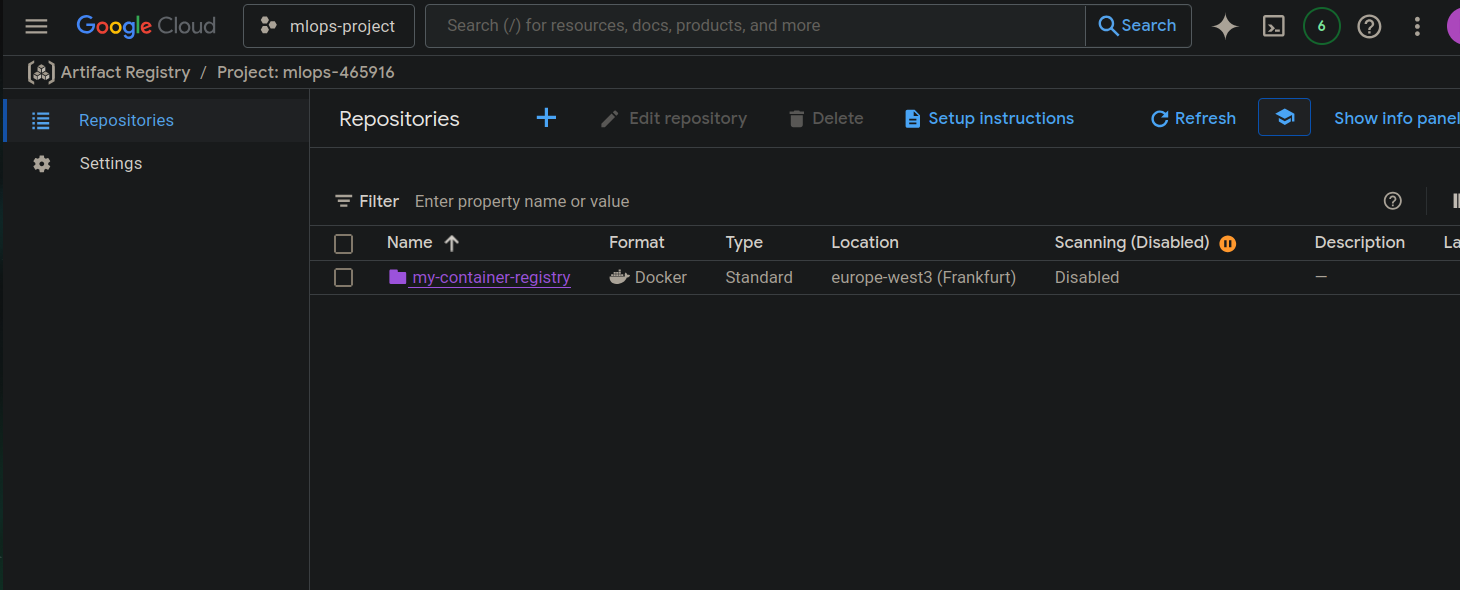 Google Cloud mlops-project Search (/) for resources, docs, products, and more Search 6
Artifact Registry / Project: mlops-465916
Repositories
Settings
Repositories Edit repository Delete Setup instructions Refresh Show info panel
Filter Enter property name or value
Name Format Type Location Scanning (Disabled) Description La
my-container-registry Docker Standard europe-west3 (Frankfurt) Disabled —